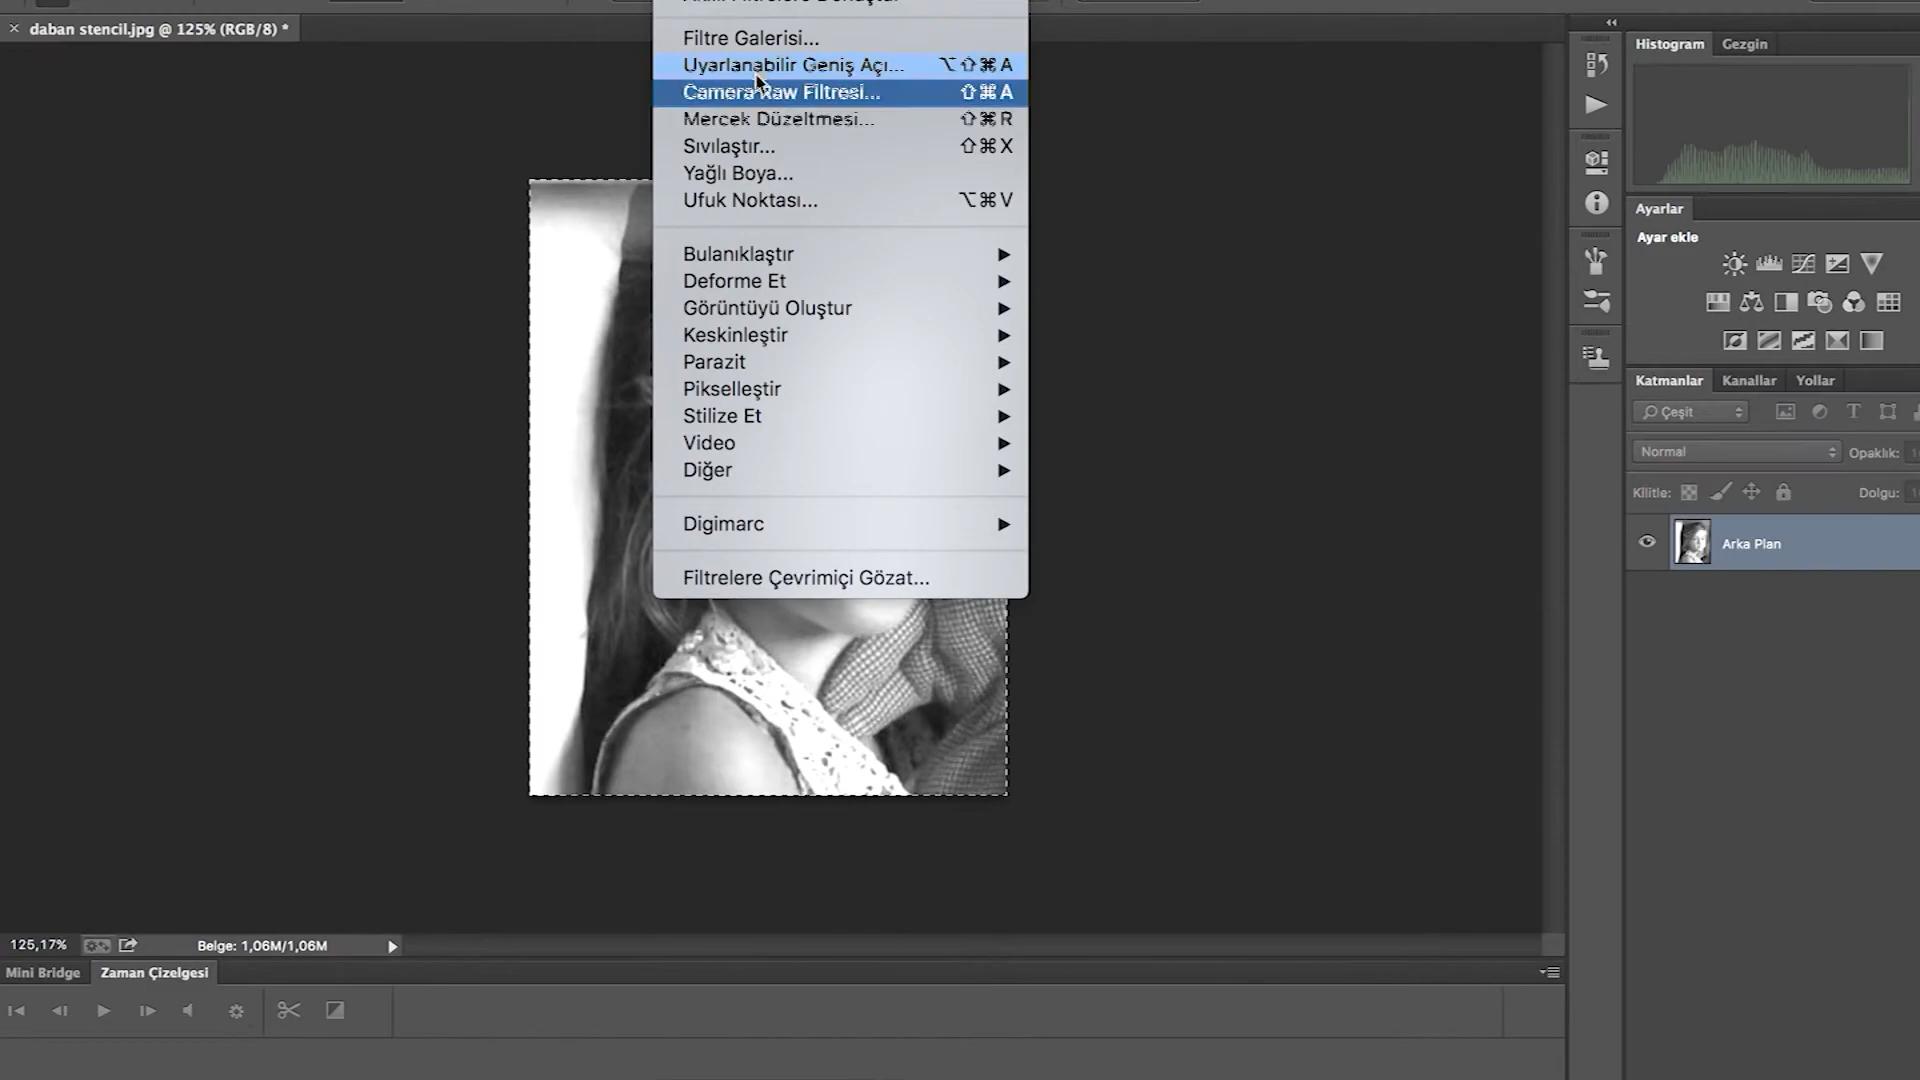 daban stencil.jpg @ 125% (RGB/8) *
Filtre Galerisi...
Uyarlanabilir Geniş Açı... ⌥⇧⌘A
Camera Raw Filtresi... ⇧⌘A
Mercek Düzeltmesi... ⇧⌘R
Sıvılaştır... ⇧⌘X
Yağlı Boya...
Ufuk Noktası... ⌥⌘V
Bulanıklaştır
Deforme Et
Görüntüyü Oluştur
Keskinleştir
Parazit
Pikselleştir
Stilize Et
Video
Diğer
Digimarc
Filtrelere Çevrimiçi Gözat...
Histogram Gezgin
Ayarlar
Ayar ekle
Katmanlar Kanallar Yollar
Çeşit
Normal Opaklık:
Kilitle: Dolgu:
Arka Plan
125,17% Belge: 1,06M/1,06M
Mini Bridge Zaman Çizelgesi